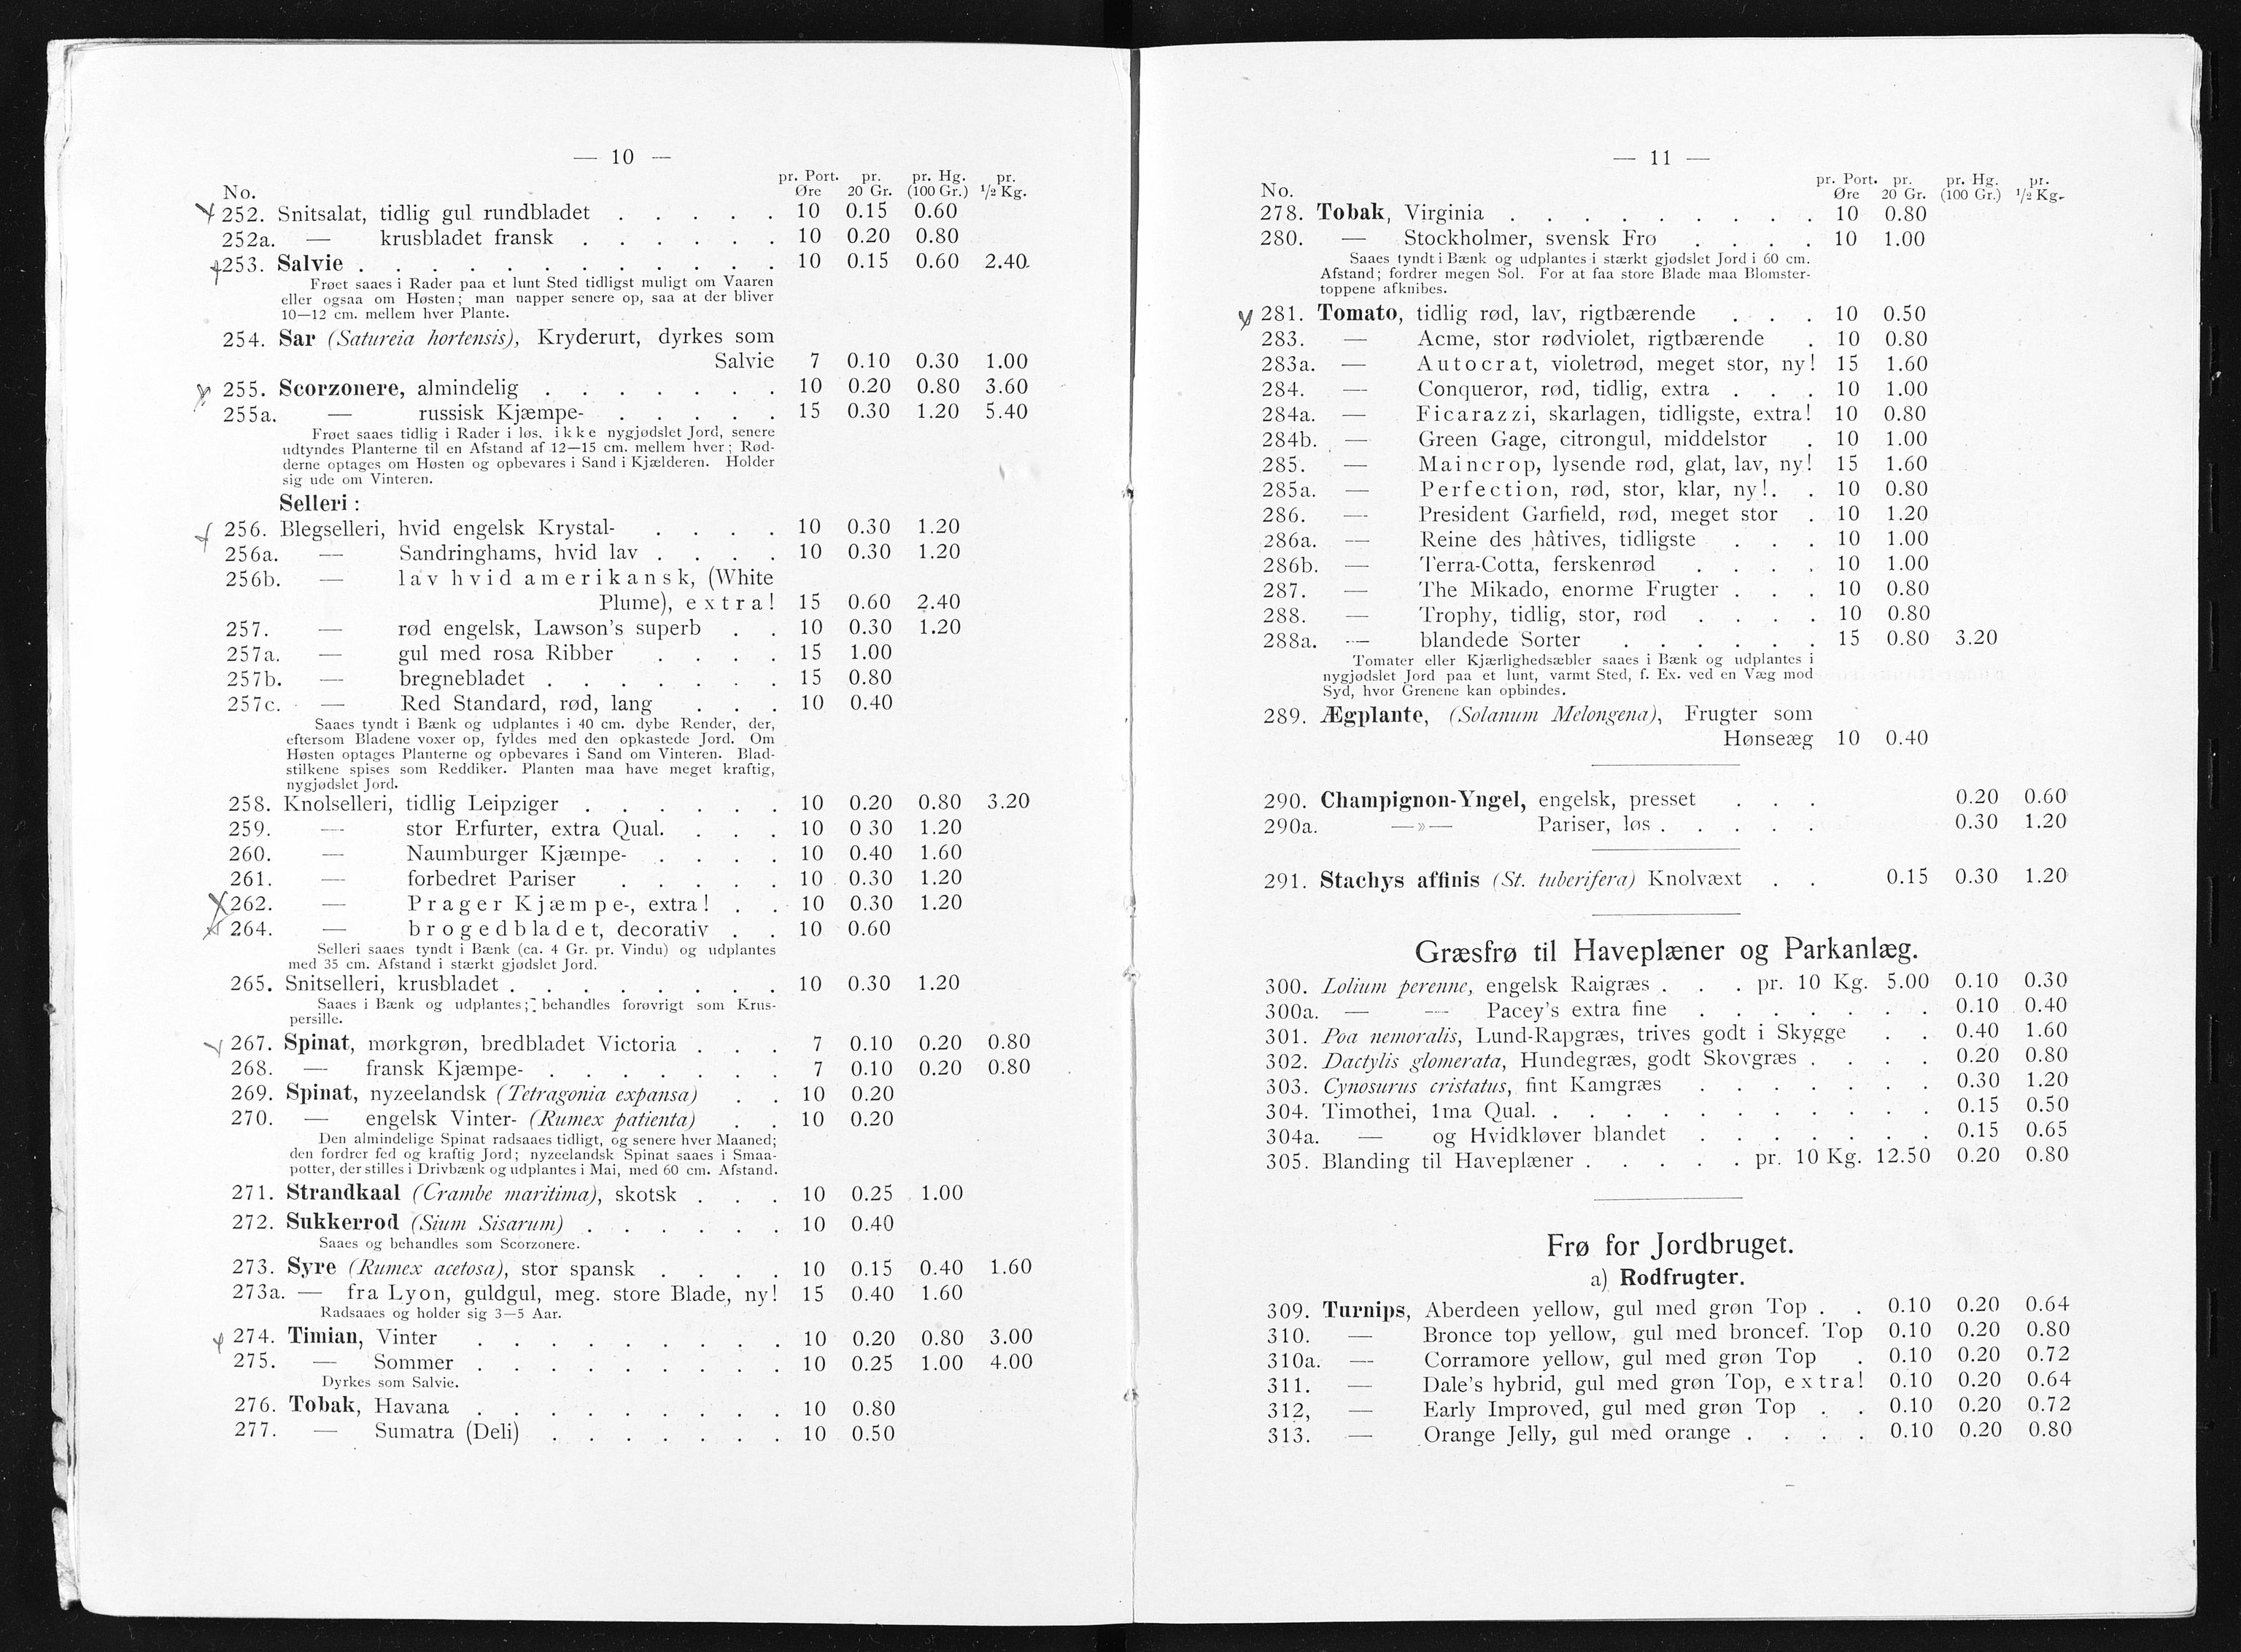 — 10 —
No. pr. Port. Øre pr. 20 Gr. pr. Hg. (100 Gr.) pr. 1/2 Kg.
252. Snitsalat, tidlig gul rundbladet . . . . . 10 0.15 0.60
252a. — krusbladet fransk . . . . . . 10 0.20 0.80
253. Salvie . . . . . . . . . . . . 10 0.15 0.60 2.40
Frøet saaes i Rader paa et lunt Sted tidligst muligt om Vaaren
eller ogsaa om Høsten; man napper senere op, saa at der bliver
10—12 cm. mellem hver Plante.
254. Sar (Satureia hortensis), Kryderurt, dyrkes som
Salvie 7 0.10 0.30 1.00
255. Scorzonere, almindelig . . . . . . . 10 0.20 0.80 3.60
255a. — russisk Kjæmpe- . . . . . 15 0.30 1.20 5.40
Frøet saaes tidlig i Rader i løs, ikke nygjødslet Jord, senere
udtyndes Planterne til en Afstand af 12—15 cm. mellem hver; Rød-
derne optages om Høsten og opbevares i Sand i Kjælderen. Holder
sig ude om Vinteren.
Selleri:
256. Blegselleri, hvid engelsk Krystal- . . . . 10 0.30 1.20
256a. — Sandringhams, hvid lav . . . . 10 0.30 1.20
256b. — lav hvid amerikansk, (White
Plume), extra! 15 0.60 2.40
257. — rød engelsk, Lawson's superb . . 10 0.30 1.20
257a. — gul med rosa Ribber . . . . 15 1.00
257b. — bregnebladet . . . . . . . 15 0.80
257c. — Red Standard, rød, lang . . . 10 0.40
Saaes tyndt i Bænk og udplantes i 40 cm. dybe Render, der,
eftersom Bladene voxer op, fyldes med den opkastede Jord. Om
Høsten optages Planterne og opbevares i Sand om Vinteren. Blad-
stilkene spises som Reddiker. Planten maa have meget kraftig,
nygjødslet Jord.
258. Knolselleri, tidlig Leipziger . . . . . . 10 0.20 0.80 3.20
259. — stor Erfurter, extra Qual. . . . 10 0 30 1.20
260. — Naumburger Kjæmpe- . . . . 10 0.40 1.60
261. — forbedret Pariser . . . . . 10 0.30 1.20
262. — Prager Kjæmpe-, extra! . . 10 0.30 1.20
264. — brogedbladet, decorativ . . 10 0.60
Selleri saaes tyndt i Bænk (ca. 4 Gr. pr. Vindu) og udplantes
med 35 cm. Afstand i stærkt gjødslet Jord.
265. Snitselleri, krusbladet . . . . . . . . 10 0.30 1.20
Saaes i Bænk og udplantes; behandles forøvrigt som Krus-
persille.
267. Spinat, mørkgrøn, bredbladet Victoria . . . 7 0.10 0.20 0.80
268. — fransk Kjæmpe- . . . . . . . 7 0.10 0.20 0.80
269. Spinat, nyzeelandsk (Tetragonia expansa) . . 10 0.20
270. — engelsk Vinter- (Rumex patienta) . . 10 0.20
Den almindelige Spinat radsaaes tidligt, og senere hver Maaned;
den fordrer fed og kraftig Jord; nyzeelandsk Spinat saaes i Smaa-
potter, der stilles i Drivbænk og udplantes i Mai, med 60 cm. Afstand.
271. Strandkaal (Crambe maritima), skotsk . . . 10 0.25 1.00
272. Sukkerrod (Sium Sisarum) . . . . . . 10 0.40
Saaes og behandles som Scorzonere.
273. Syre (Rumex acetosa), stor spansk . . . . 10 0.15 0.40 1.60
273a. — fra Lyon, guldgul, meg. store Blade, ny! 15 0.40 1.60
Radsaaes og holder sig 3—5 Aar.
274. Timian, Vinter . . . . . . . . . 10 0.20 0.80 3.00
275. — Sommer . . . . . . . . . 10 0.25 1.00 4.00
Dyrkes som Salvie.
276. Tobak, Havana . . . . . . . . . 10 0.80
277. — Sumatra (Deli) . . . . . . . 10 0.50
— 11 —
No. pr. Port. Øre pr. 20 Gr. pr. Hg. (100 Gr.) pr. 1/2 Kg.
278. Tobak, Virginia . . . . . . . . . 10 0.80
280. — Stockholmer, svensk Frø . . . . 10 1.00
Saaes tyndt i Bænk og udplantes i stærkt gjødslet Jord i 60 cm.
Afstand; fordrer megen Sol. For at faa store Blade maa Blomster-
toppene afknibes.
281. Tomato, tidlig rød, lav, rigtbærende . . . 10 0.50
283. — Acme, stor rødviolet, rigtbærende . 10 0.80
283a. — Autocrat, violetrød, meget stor, ny! 15 1.60
284. — Conqueror, rød, tidlig, extra . . . 10 1.00
284a. — Ficarazzi, skarlagen, tidligste, extra! 10 0.80
284b. — Green Gage, citrongul, middelstor . 10 1.00
285. — Maincrop, lysende rød, glat, lav, ny! 15 1.60
285a. — Perfection, rød, stor, klar, ny!. . 10 0.80
286. — President Garfield, rød, meget stor . 10 1.20
286a. — Reine des hâtives, tidligste . . . 10 1.00
286b. — Terra-Cotta, ferskenrød . . . . 10 1.00
287. — The Mikado, enorme Frugter . . . 10 0.80
288. — Trophy, tidlig, stor, rød . . . . 10 0.80
288a. — blandede Sorter . . . . . . 15 0.80 3.20
Tomater eller Kjærlighedsæbler saaes i Bænk og udplantes i
nygjødslet Jord paa et lunt, varmt Sted, f. Ex. ved en Væg mod
Syd, hvor Grenene kan opbindes.
289. Ægplante, (Solanum Melongena), Frugter som
Hønseæg 10 0.40
290. Champignon-Yngel, engelsk, presset . . . 0.20 0.60
290a. —»— Pariser, løs . . . . . 0.30 1.20
291. Stachys affinis (St. tuberifera) Knolvæxt . . 0.15 0.30 1.20
Græsfrø til Haveplæner og Parkanlæg.
300. Lolium perenne, engelsk Raigræs . . . pr. 10 Kg. 5.00 0.10 0.30
300a. — — Pacey's extra fine . . . . . . . 0.10 0.40
301. Poa nemoralis, Lund-Rapgræs, trives godt i Skygge . . 0.40 1.60
302. Dactylis glomerata, Hundegræs, godt Skovgræs . . . . 0.20 0.80
303. Cynosurus cristatus, fint Kamgræs . . . . . . . 0.30 1.20
304. Timothei, 1ma Qual. . . . . . . . . . . . 0.15 0.50
304a. — og Hvidkløver blandet . . . . . . . 0.15 0.65
305. Blanding til Haveplæner . . . . . pr. 10 Kg. 12.50 0.20 0.80
Frø for Jordbruget.
a) Rodfrugter.
309. Turnips, Aberdeen yellow, gul med grøn Top . . 0.10 0.20 0.64
310. — Bronce top yellow, gul med broncef. Top 0.10 0.20 0.80
310a. — Corramore yellow, gul med grøn Top . 0.10 0.20 0.72
311. — Dale's hybrid, gul med grøn Top, extra! 0.10 0.20 0.64
312, — Early Improved, gul med grøn Top . . 0.10 0.20 0.72
313. — Orange Jelly, gul med orange . . . . 0.10 0.20 0.80